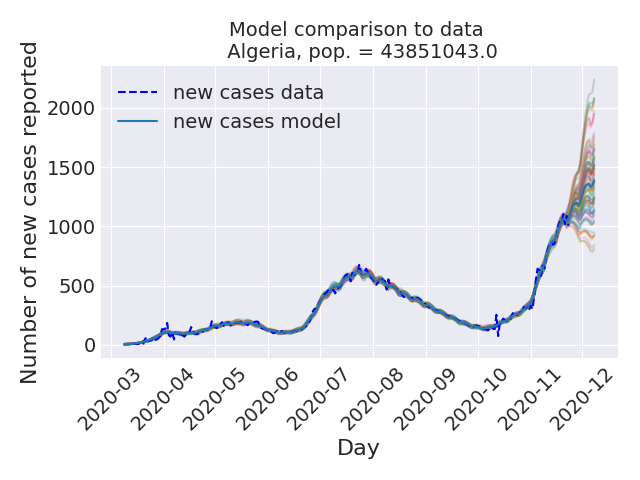 Model comparison to data
Algeria, pop. = 43851043.0
Number of new cases reported
2000
1500
1000
500
0
new cases data
new cases model
2020-03
2020-04
2020-05
2020-06
2020-07
2020-08
2020-09
2020-10
2020-11
2020-12
Day